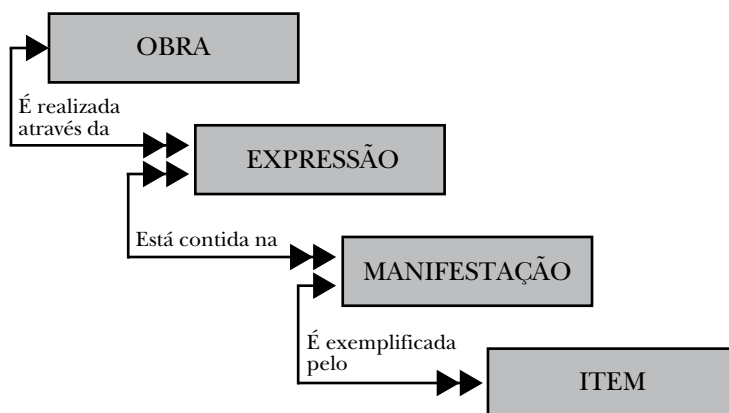 OBRA
É realizada
através da
EXPRESSÃO
Está contida na
MANIFESTAÇÃO
É exemplificada
pelo
ITEM